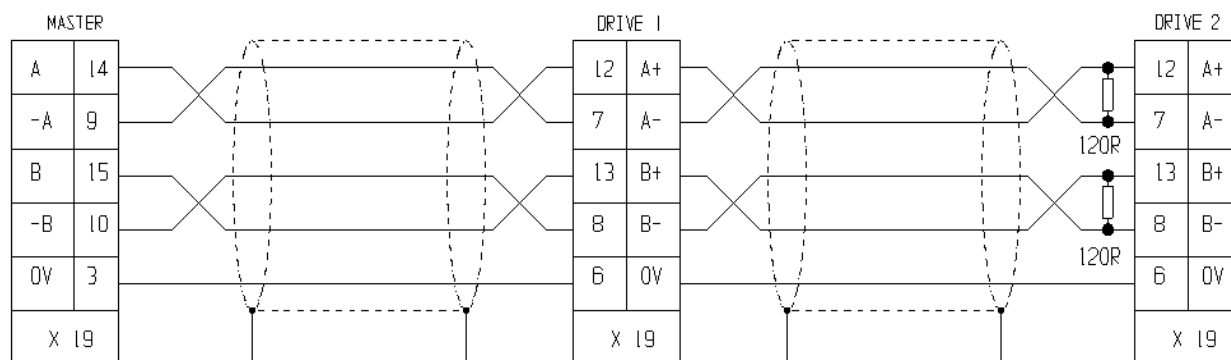 MASTER
A 14
-A 9
B 15
-B 10
0V 3
X 19
DRIVE 1
12 A+
7 A-
13 B+
8 B-
6 0V
X 19
120R
120R
DRIVE 2
12 A+
7 A-
13 B+
8 B-
6 0V
X 19